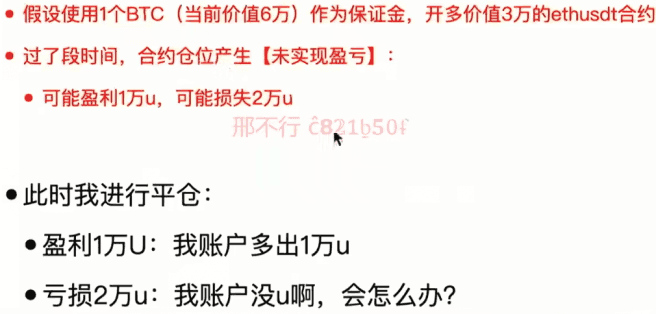 • 假设使用1个BTC（当前价值6万）作为保证金，开多价值3万的ethusdt合约
• 过了段时间，合约仓位产生【未实现盈亏】：
• 可能盈利1万u，可能损失2万u
邢不行
• 此时我进行平仓：
• 盈利1万U：我账户多出1万u
• 亏损2万u：我账户没u啊，会怎么办？